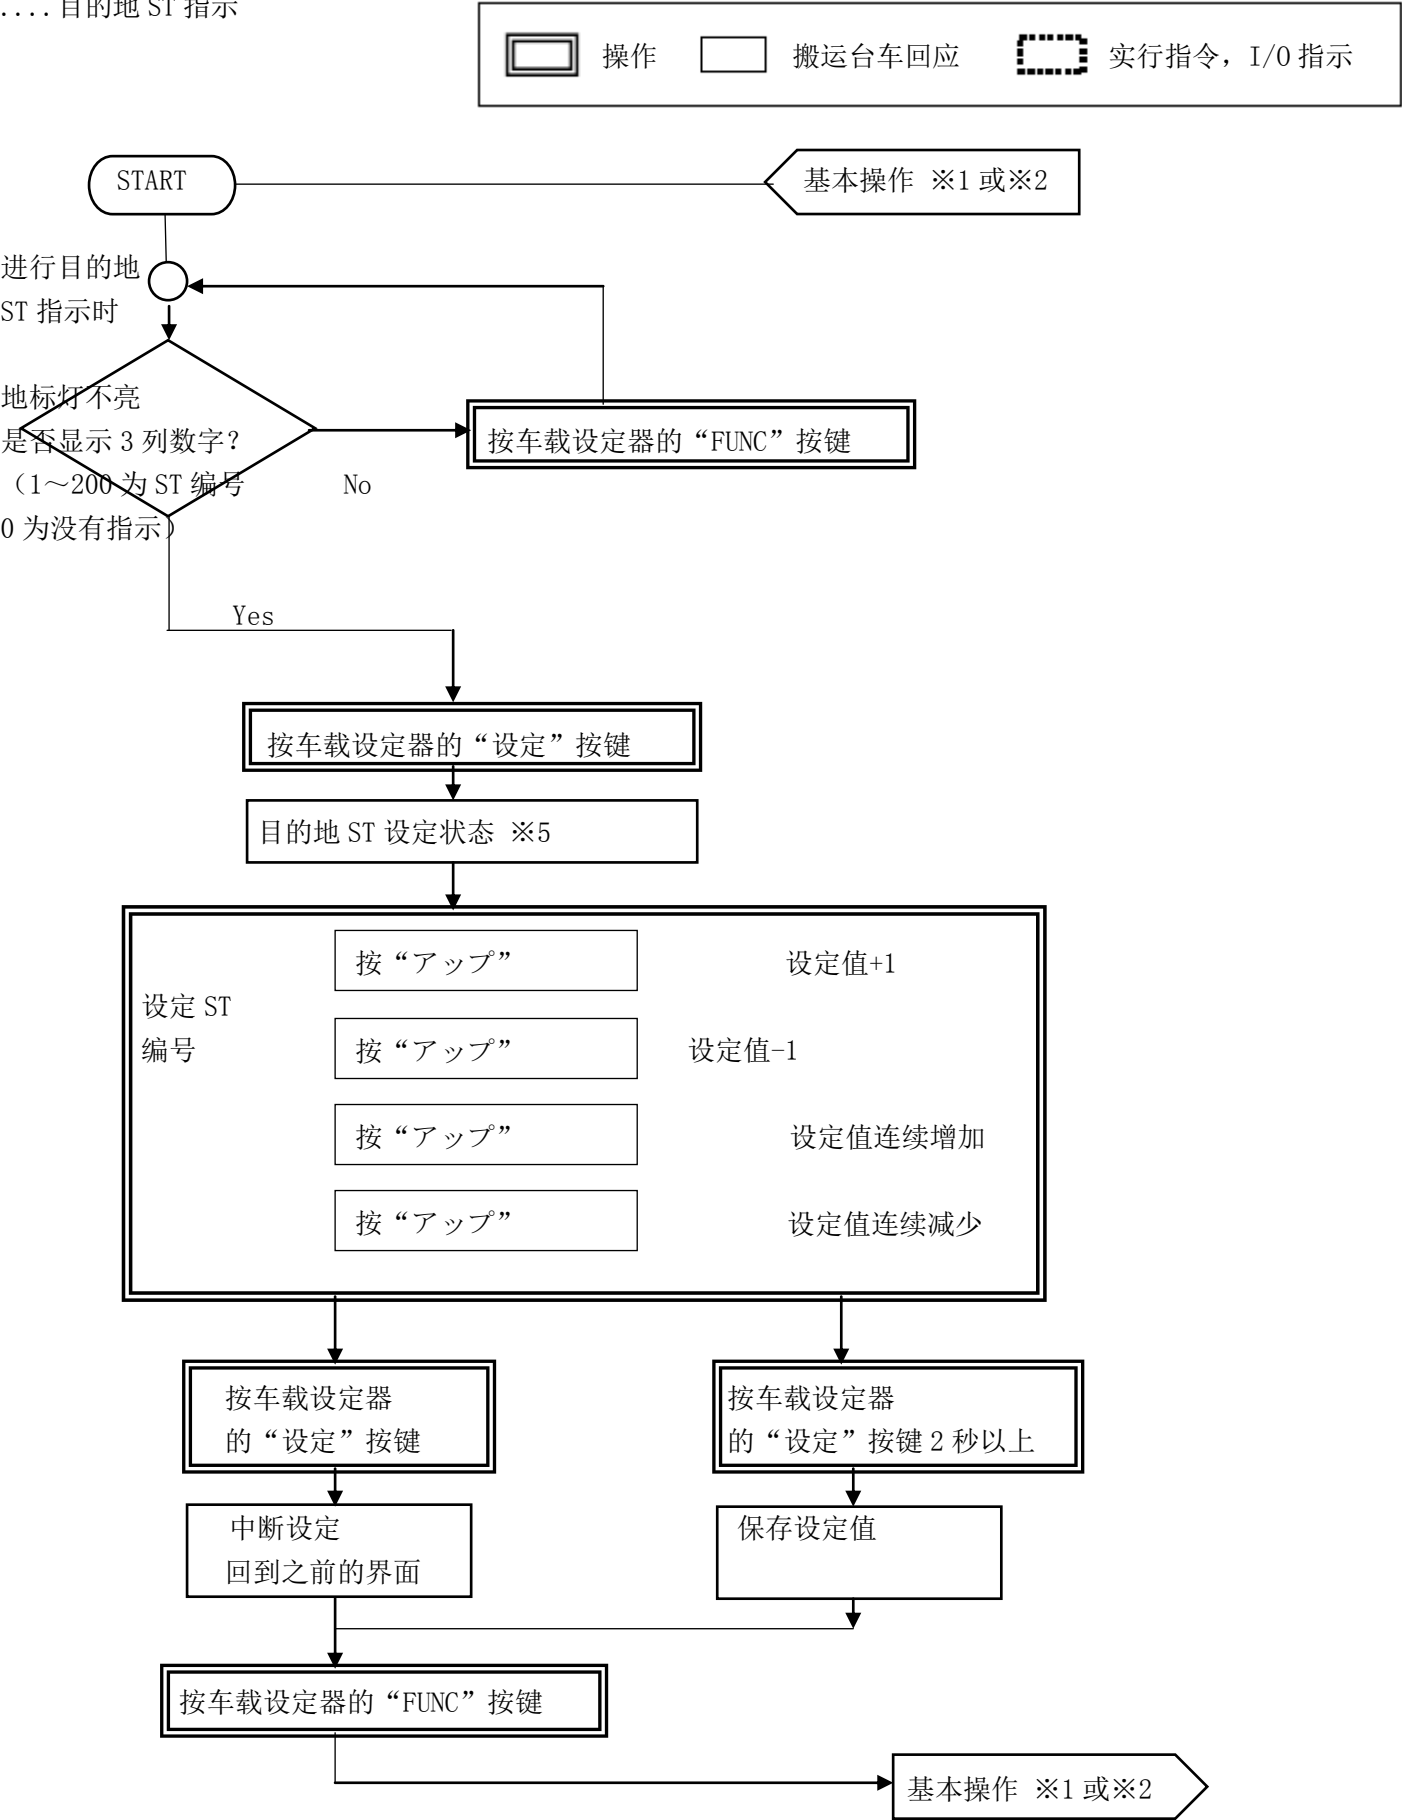 ....目的地 ST 指示
操作 搬运台车回应 实行指令，I/O 指示
START
基本操作 ※1 或※2
进行目的地
ST 指示时
地标灯不亮
是否显示 3 列数字？
（1～200 为 ST 编号
0 为没有指示）
No
按车载设定器的“FUNC”按键
Yes
按车载设定器的“设定”按键
目的地 ST 设定状态 ※5
设定 ST
编号
按“アップ” 设定值+1
按“アップ” 设定值-1
按“アップ” 设定值连续增加
按“アップ” 设定值连续减少
按车载设定器
的“设定”按键
按车载设定器
的“设定”按键 2 秒以上
中断设定
回到之前的界面
保存设定值
按车载设定器的“FUNC”按键
基本操作 ※1 或※2